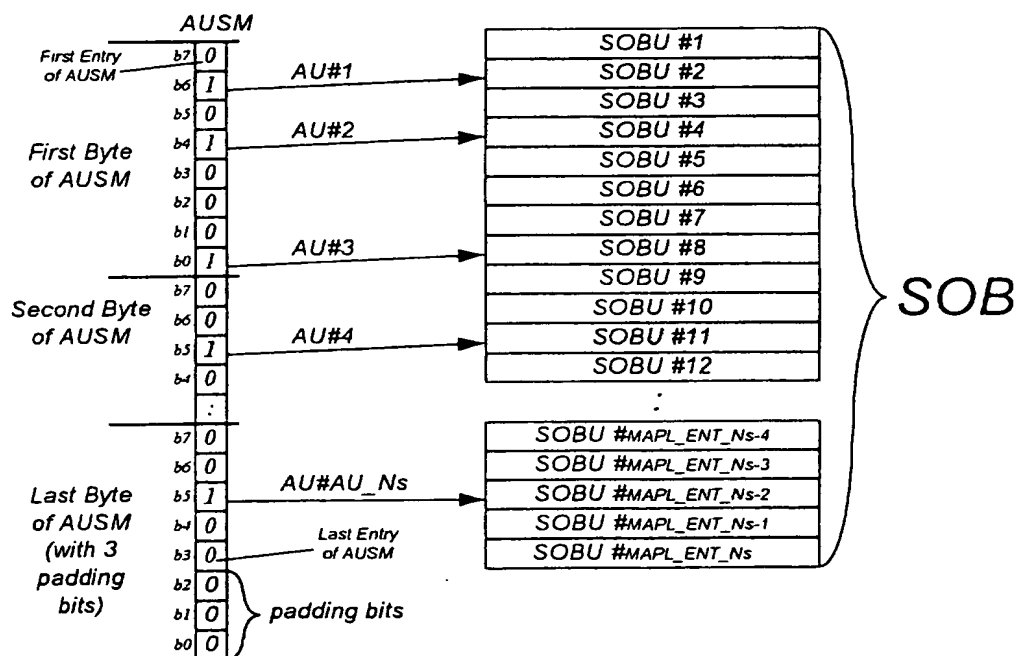 AUSM
First Entry
of AUSM
b7 0
b6 1
b5 0
b4 1
b3 0
b2 0
b1 0
b0 1
First Byte
of AUSM
b7 0
b6 0
b5 1
b4 0
:
Second Byte
of AUSM
b7 0
b6 0
b5 1
b4 0
b3 0
b2 0
b1 0
b0 0
Last Byte
of AUSM
(with 3
padding
bits)
Last Entry
of AUSM
padding bits
AU#1
AU#2
AU#3
AU#4
AU#AU_Ns
SOBU #1
SOBU #2
SOBU #3
SOBU #4
SOBU #5
SOBU #6
SOBU #7
SOBU #8
SOBU #9
SOBU #10
SOBU #11
SOBU #12
:
SOBU #MAPL_ENT_Ns-4
SOBU #MAPL_ENT_Ns-3
SOBU #MAPL_ENT_Ns-2
SOBU #MAPL_ENT_Ns-1
SOBU #MAPL_ENT_Ns
SOB